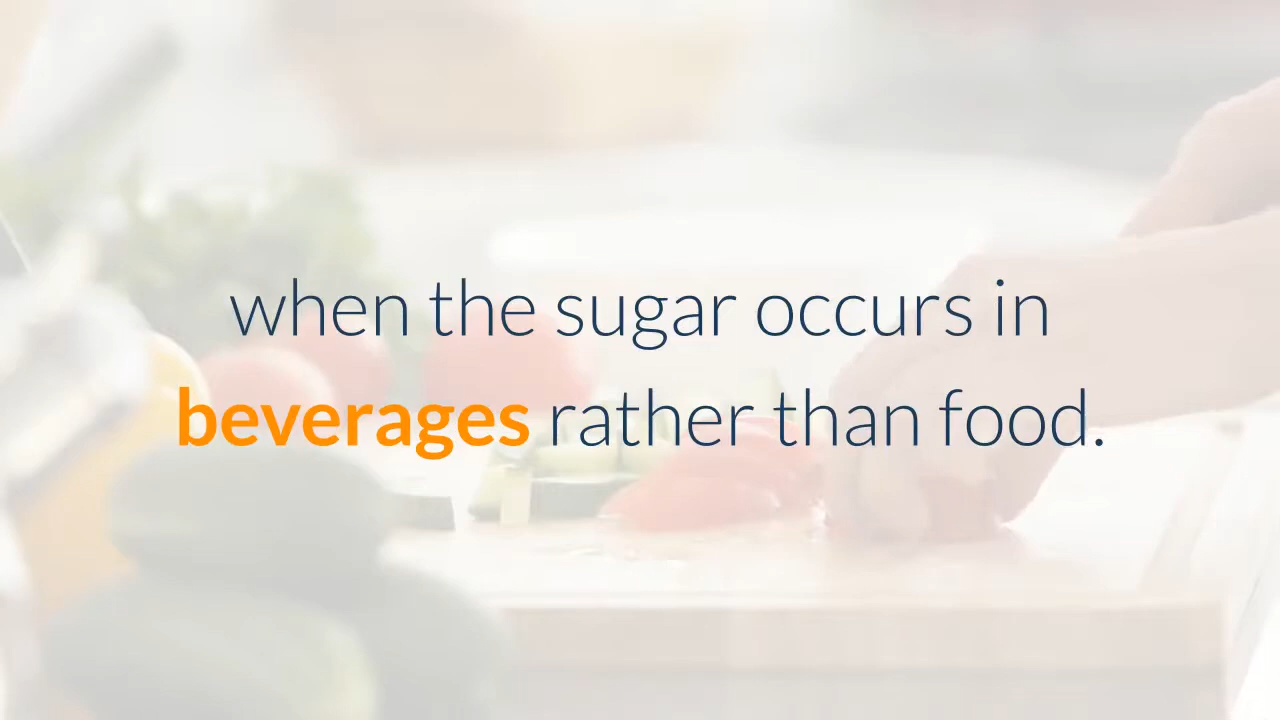 when the sugar occurs in
beverages rather than food.